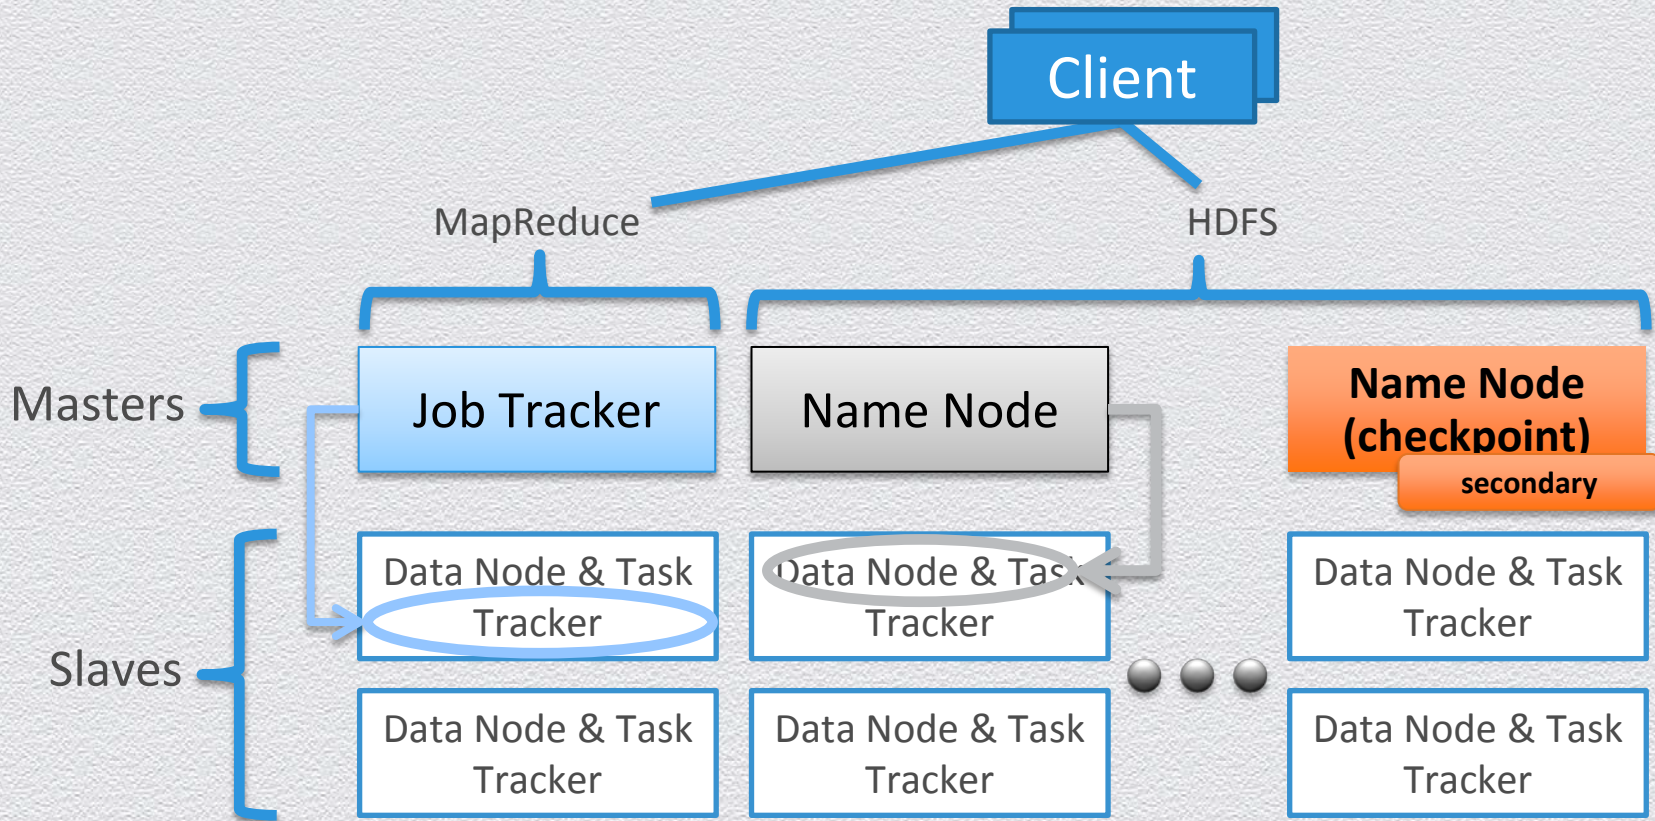 Client
MapReduce
HDFS
Masters
Job Tracker
Name Node
Name Node
(checkpoint)
secondary
Slaves
Data Node & Task
Tracker
Data Node & Task
Tracker
Data Node & Task
Tracker
Data Node & Task
Tracker
Data Node & Task
Tracker
Data Node & Task
Tracker